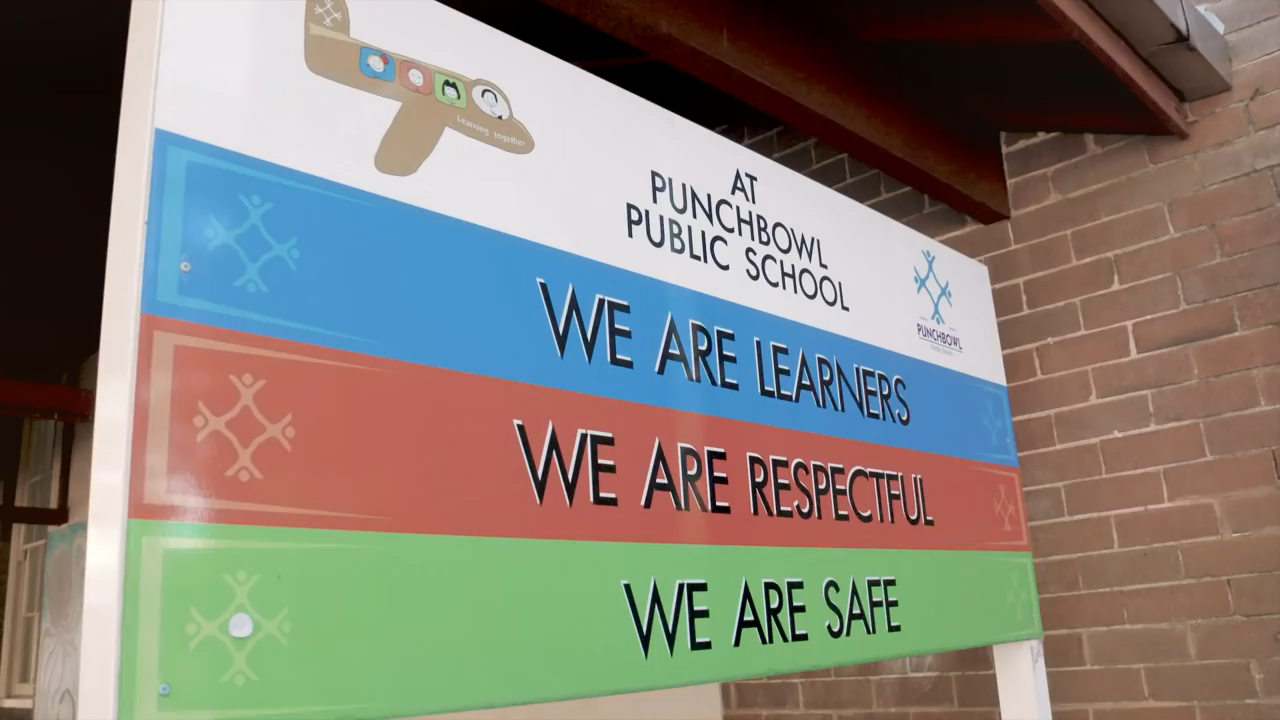 Learning together
AT
PUNCHBOWL
PUBLIC SCHOOL
PUNCHBOWL
WE ARE LEARNERS
WE ARE RESPECTFUL
WE ARE SAFE